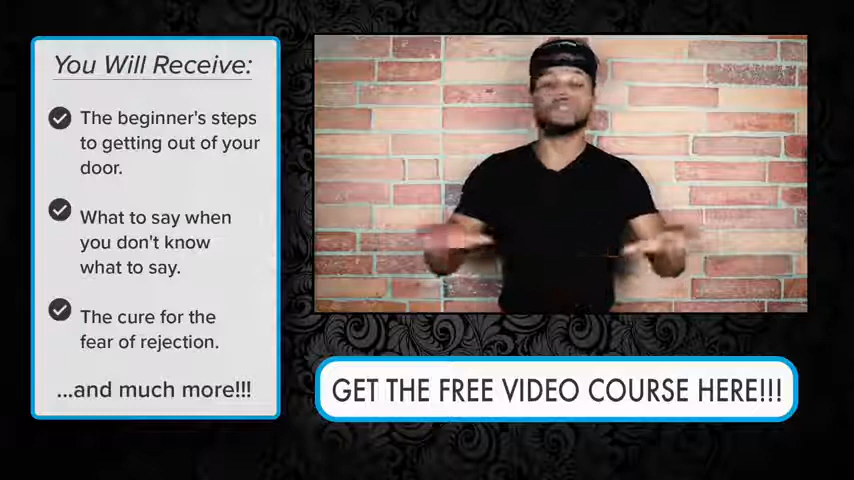 You Will Receive:
The beginner's steps
to getting out of your
door.
What to say when
you don't know
what to say.
The cure for the
fear of rejection.
...and much more!!!
GET THE FREE VIDEO COURSE HERE!!!